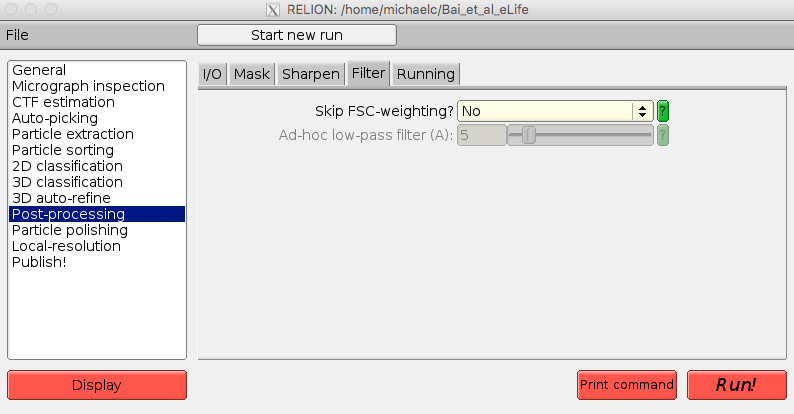 RELION: /home/michaelc/Bai_et_al_eLife
File
Start new run
General
Micrograph inspection
CTF estimation
Auto-picking
Particle extraction
Particle sorting
2D classification
3D classification
3D auto-refine
Post-processing
Particle polishing
Local-resolution
Publish!
I/O Mask Sharpen Filter Running
Skip FSC-weighting? No ?
Ad-hoc low-pass filter (A): 5 ?
Display
Print command
Run!